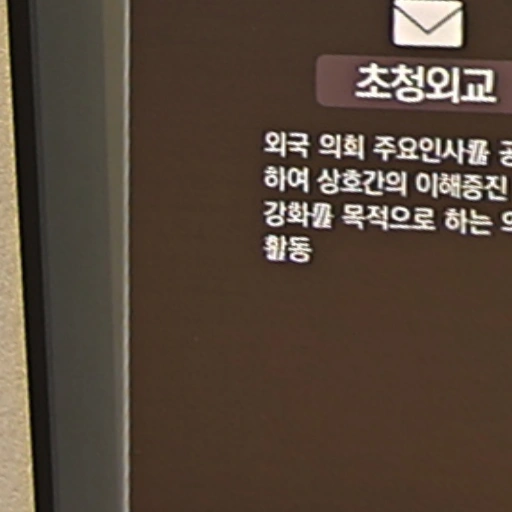 초청외교
외국 의회 주요인사를
하여 상호간의 이해증진
강화를 목적으로 하는
활동